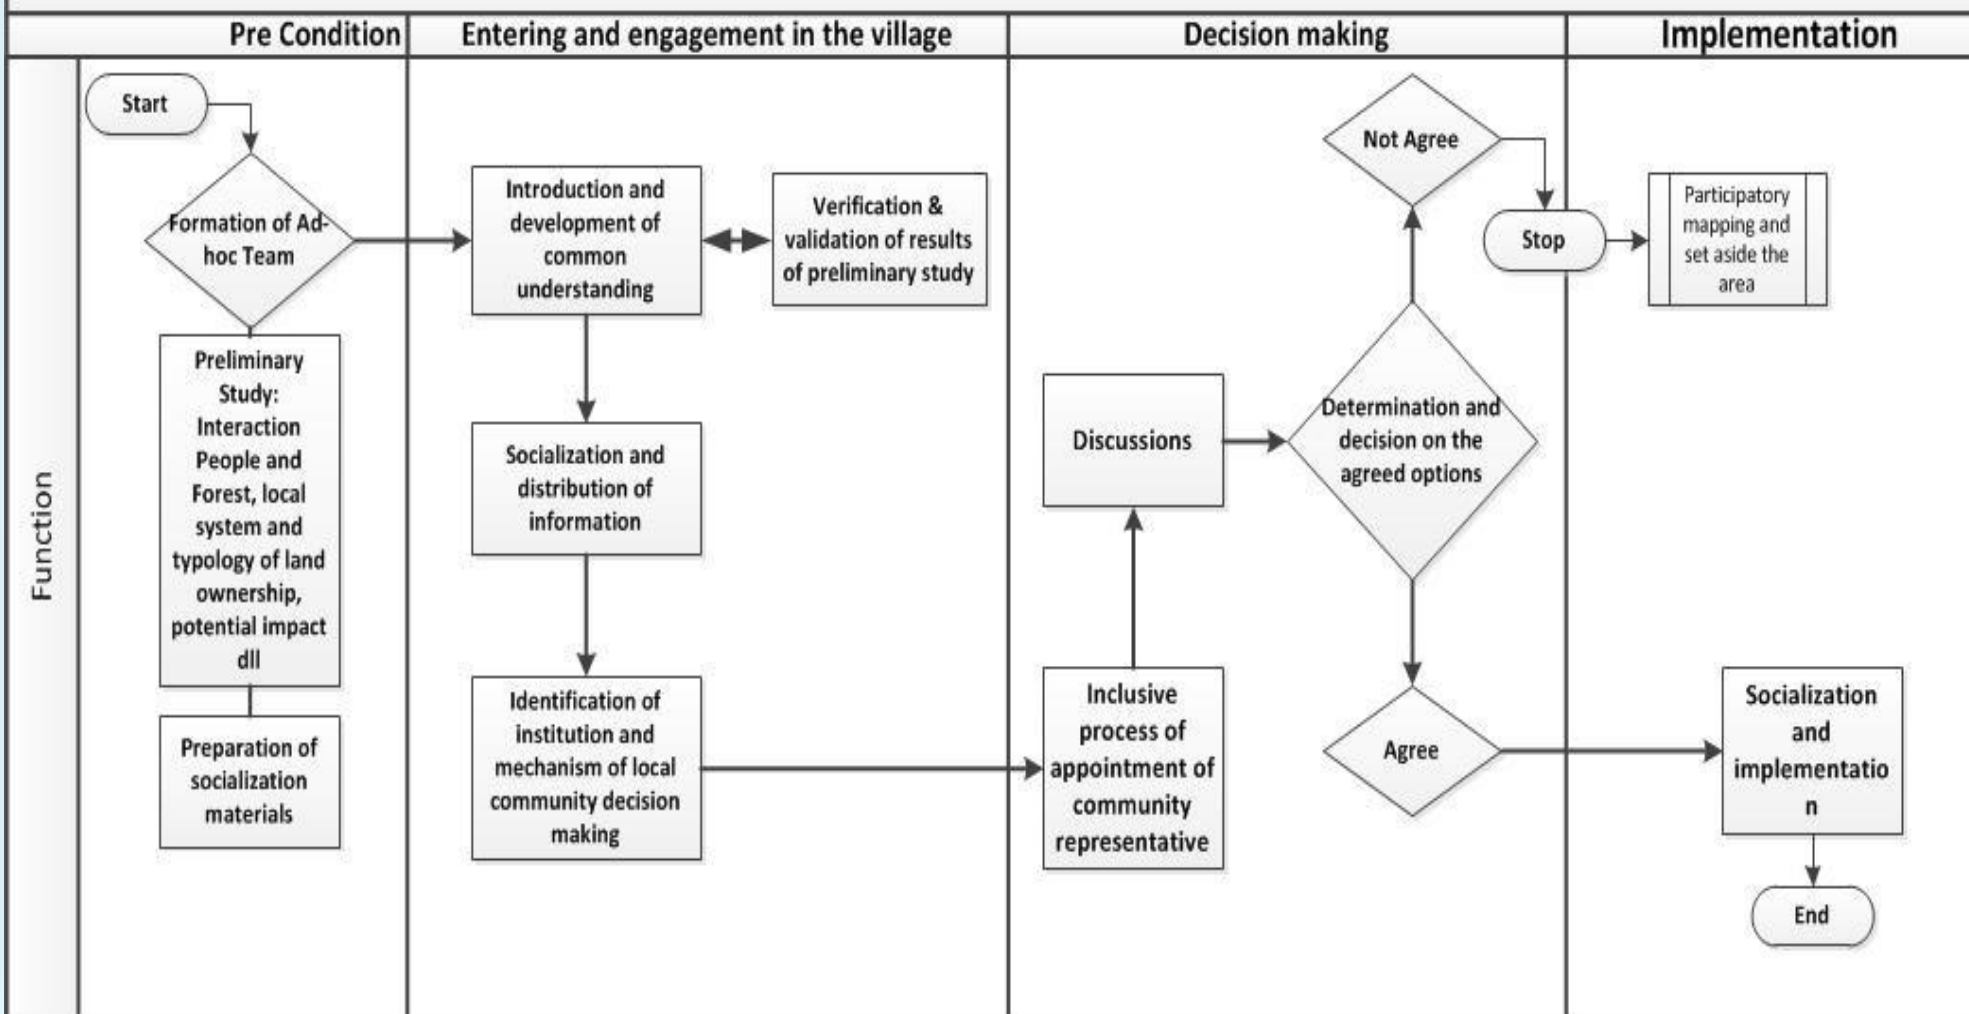 Pre Condition
Entering and engagement in the village
Decision making
Implementation
Function
Start
Formation of Ad-
hoc Team
Preliminary
Study:
Interaction
People and
Forest, local
system and
typology of land
ownership,
potential impact
dll
Preparation of
socialization
materials
Introduction and
development of
common
understanding
Verification &
validation of results
of preliminary study
Socialization and
distribution of
information
Identification of
institution and
mechanism of local
community decision
making
Inclusive
process of
appointment of
community
representative
Discussions
Determination and
decision on the
agreed options
Not Agree
Stop
Participatory
mapping and
set aside the
area
Agree
Socialization
and
implementatio
n
End